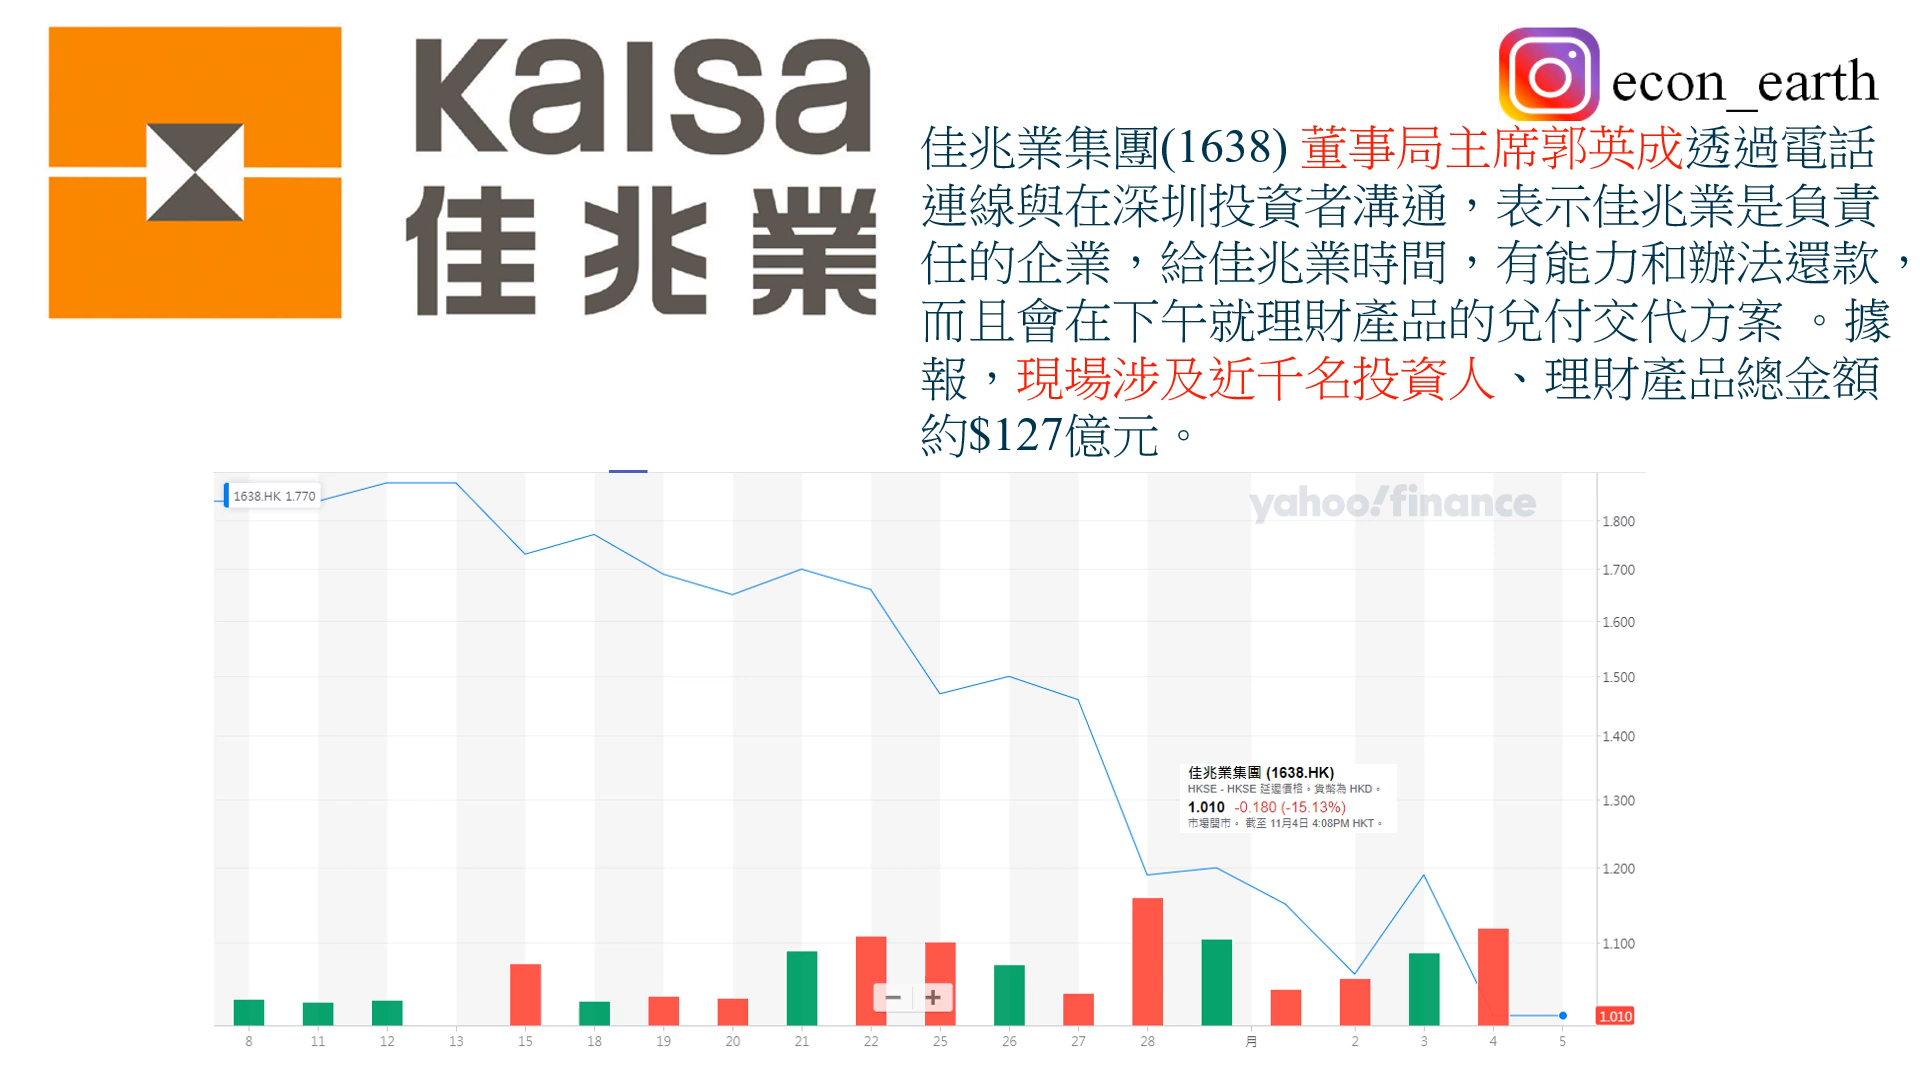 KAISA
佳兆業
econ_earth
佳兆業集團(1638) 董事局主席郭英成透過電話
連線與在深圳投資者溝通，表示佳兆業是負責
任的企業，給佳兆業時間，有能力和辦法還款，
而且會在下午就理財產品的兌付交代方案 。據
報，現場涉及近千名投資人、理財產品總金額
約$127億元。
1638.HK 1.770
yahoo!finance
1.800
1.700
1.600
1.500
1.400
1.300
1.200
1.100
1.010
佳兆業集團 (1638.HK)
HKSE - HKSE 延遲價格。貨幣為 HKD。
1.010 -0.180 (-15.13%)
市場開市。 截至 11月4日 4:08PM HKT。
− +
8 11 12 13 15 18 19 20 21 22 25 26 27 28 月 2 3 4 5